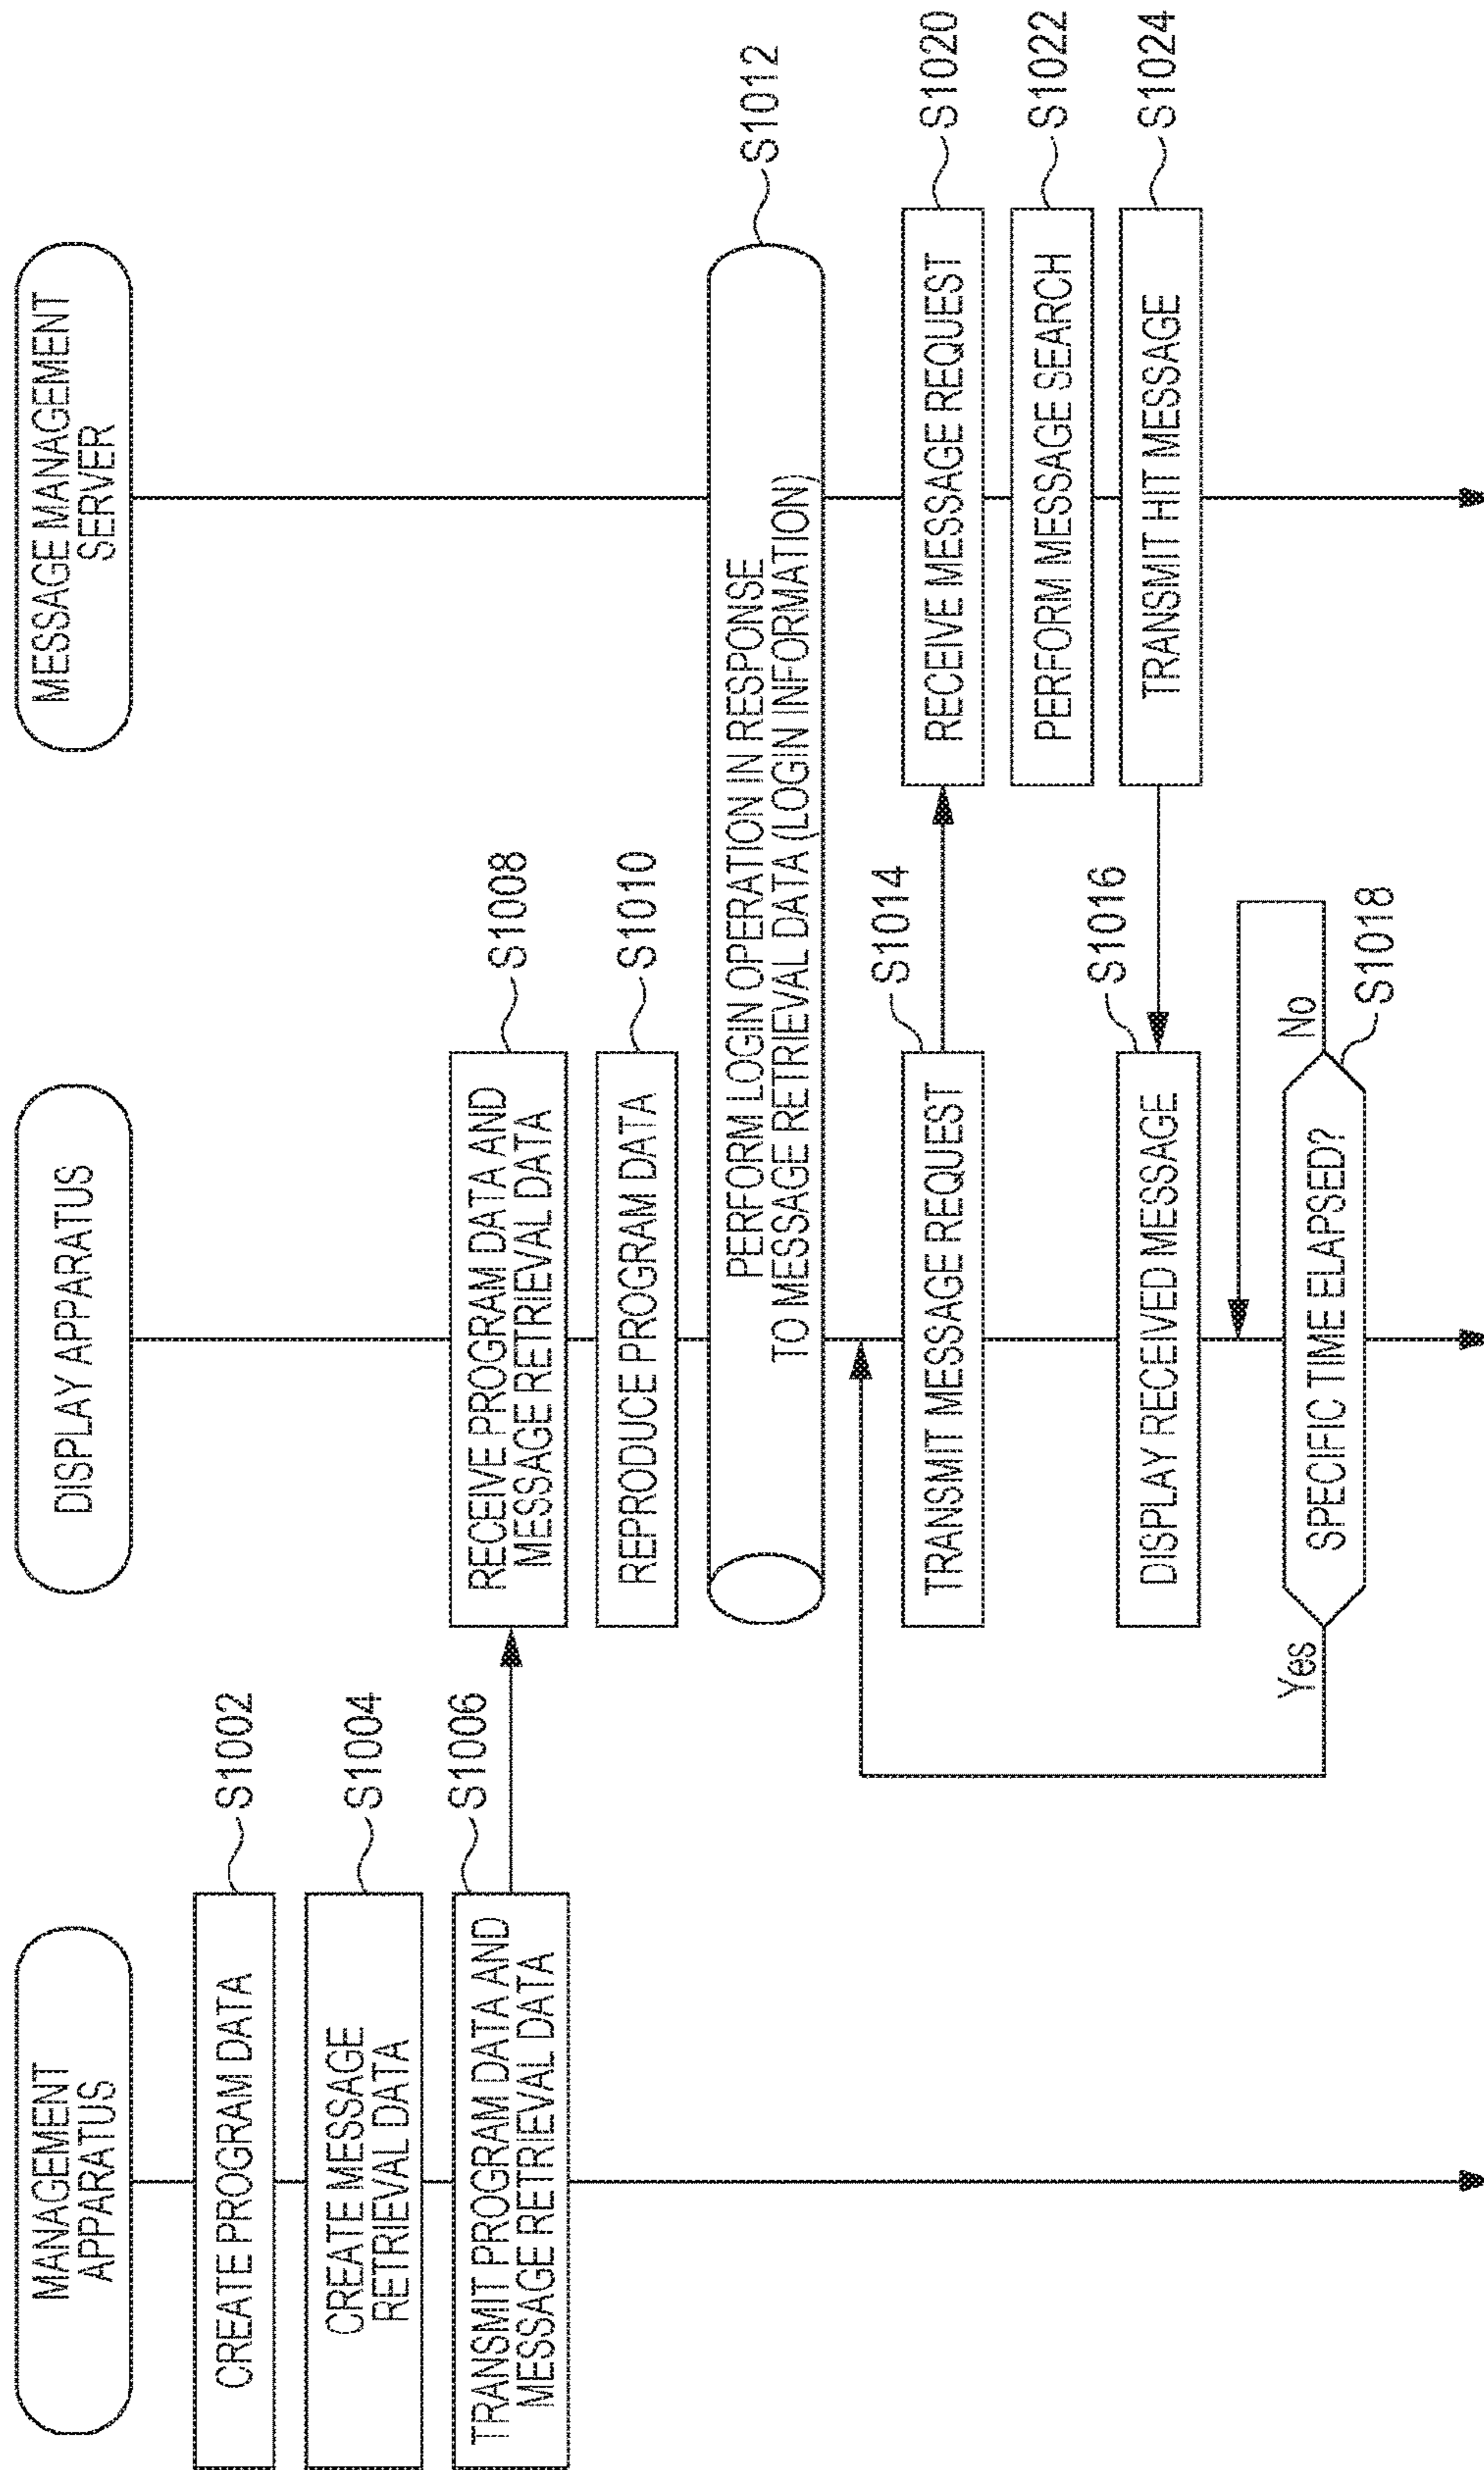 MANAGEMENT
APPARATUS
CREATE PROGRAM DATA
S1002
CREATE MESSAGE
RETRIEVAL DATA
S1004
TRANSMIT PROGRAM DATA AND
MESSAGE RETRIEVAL DATA
S1006
DISPLAY APPARATUS
RECEIVE PROGRAM DATA AND
MESSAGE RETRIEVAL DATA
S1008
REPRODUCE PROGRAM DATA
S1010
MESSAGE MANAGEMENT
SERVER
PERFORM LOGIN OPERATION IN RESPONSE
TO MESSAGE RETRIEVAL DATA (LOGIN INFORMATION)
S1012
TRANSMIT MESSAGE REQUEST
S1014
RECEIVE MESSAGE REQUEST
S1020
PERFORM MESSAGE SEARCH
S1022
TRANSMIT HIT MESSAGE
S1024
DISPLAY RECEIVED MESSAGE
S1016
SPECIFIC TIME ELAPSED?
S1018
Yes
No